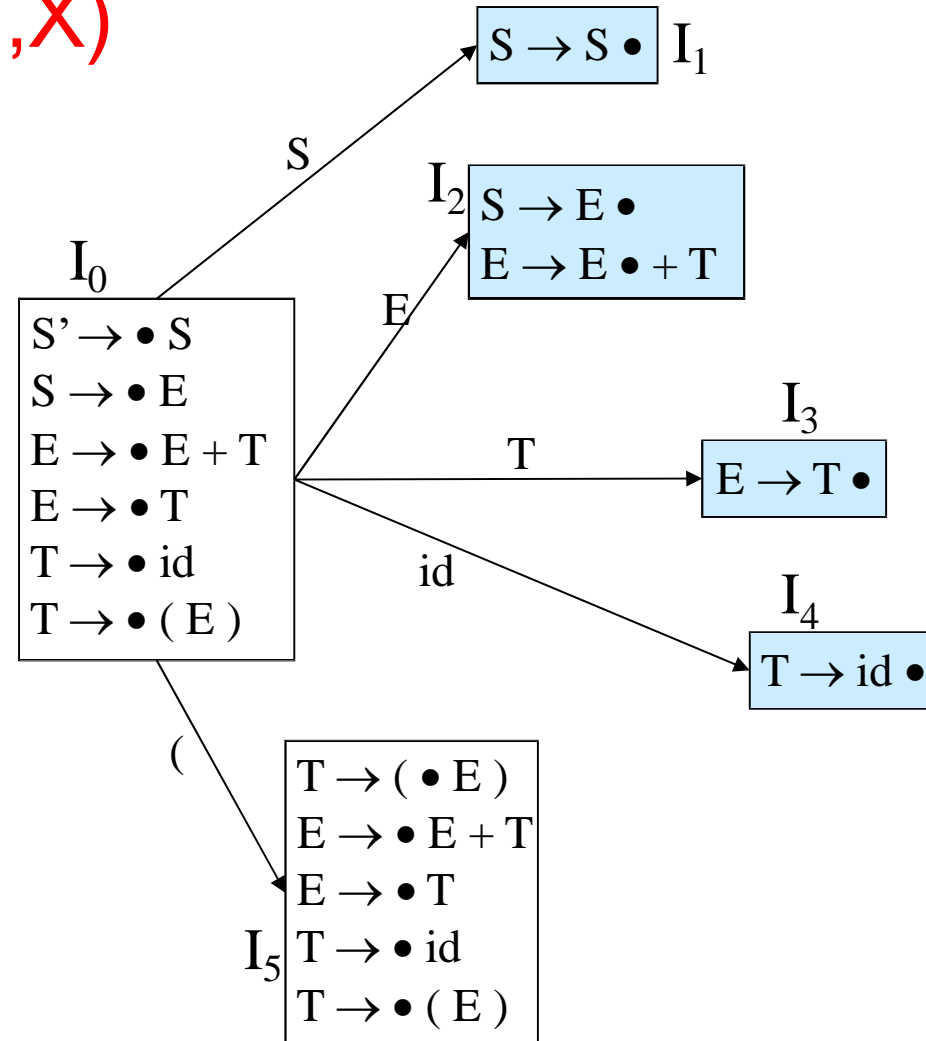 ,X)
S → S •
I₁
S
I₂
S → E •
E → E • + T
I₀
E
S’ → • S
S → • E
E → • E + T
E → • T
T → • id
T → • ( E )
T
I₃
E → T •
id
I₄
T → id •
(
T → ( • E )
E → • E + T
E → • T
T → • id
T → • ( E )
I₅